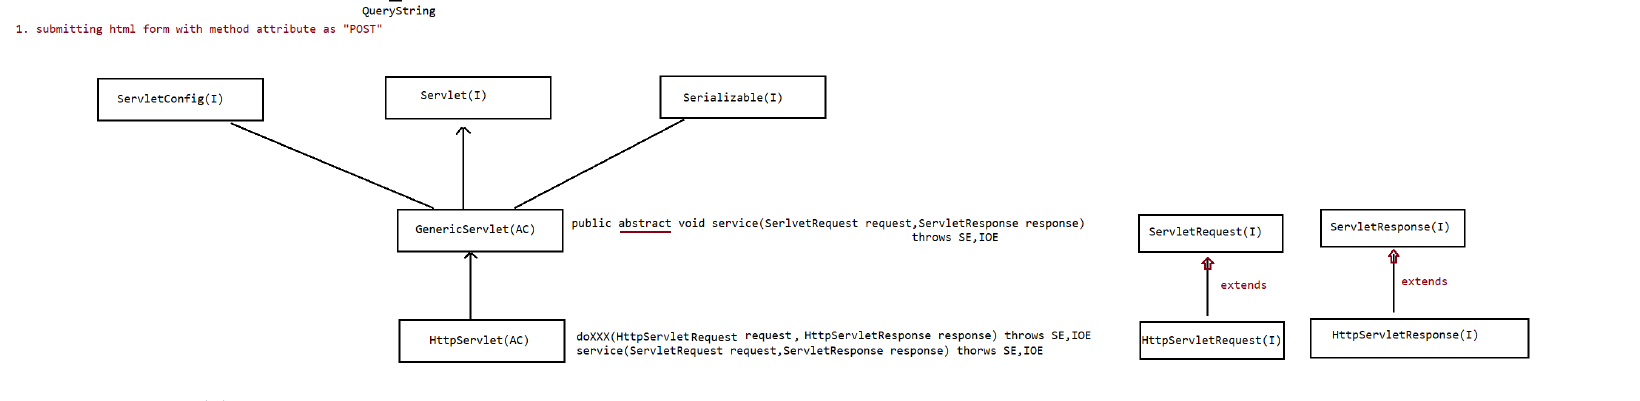 QueryString
1. submitting html form with method attribute as "POST"
ServletConfig(I)
Servlet(I)
Serializable(I)
GenericServlet(AC)
public abstract void service(SerlvetRequest request,ServletResponse response)
throws SE,IOE
ServletRequest(I)
ServletResponse(I)
extends
extends
HttpServlet(AC)
doXXX(HttpServletRequest request, HttpServletResponse response) throws SE,IOE
service(ServletRequest request,ServletResponse response) thorws SE,IOE
HttpServletRequest(I)
HttpServletResponse(I)